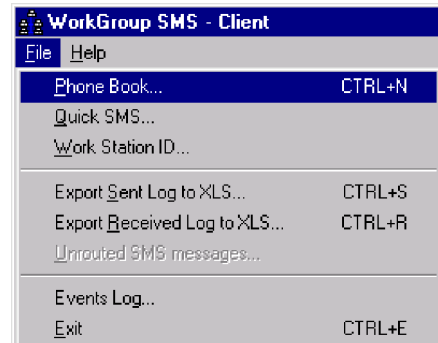 WorkGroup SMS - Client
File Help
Phone Book... CTRL+N
Quick SMS...
Work Station ID...
Export Sent Log to XLS... CTRL+S
Export Received Log to XLS... CTRL+R
Unrouted SMS messages...
Events Log...
Exit CTRL+E